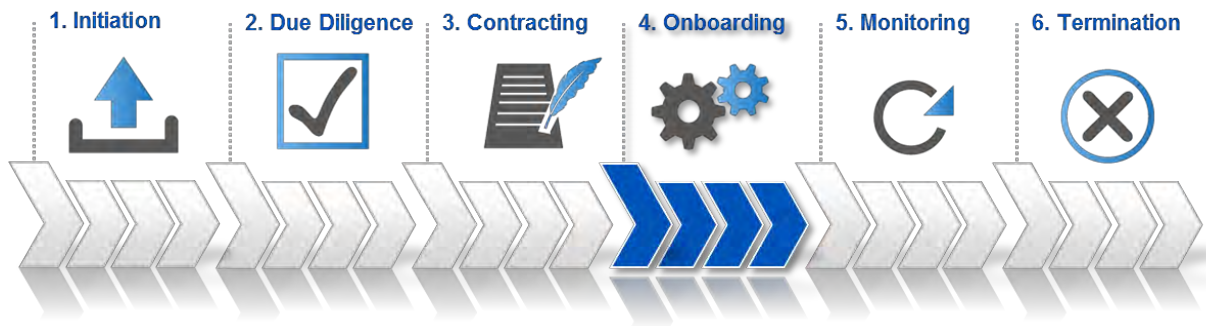 1. Initiation
2. Due Diligence
3. Contracting
4. Onboarding
5. Monitoring
6. Termination